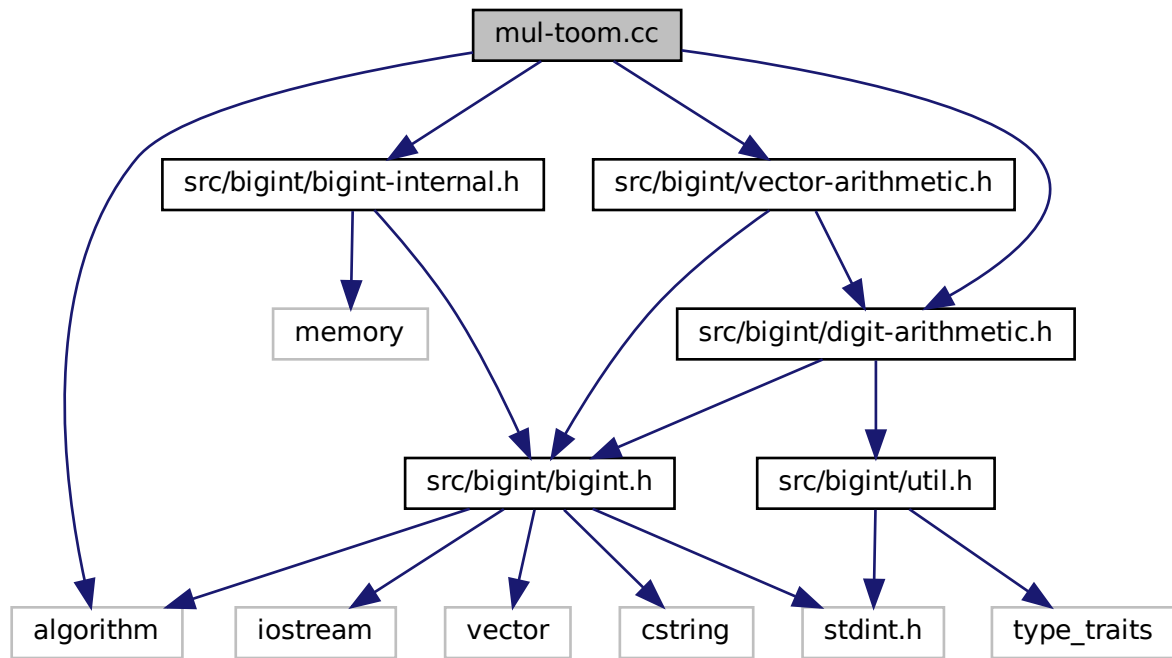 mul-toom.cc
src/bigint/bigint-internal.h
src/bigint/vector-arithmetic.h
memory
src/bigint/digit-arithmetic.h
src/bigint/bigint.h
src/bigint/util.h
algorithm
iostream
vector
cstring
stdint.h
type_traits